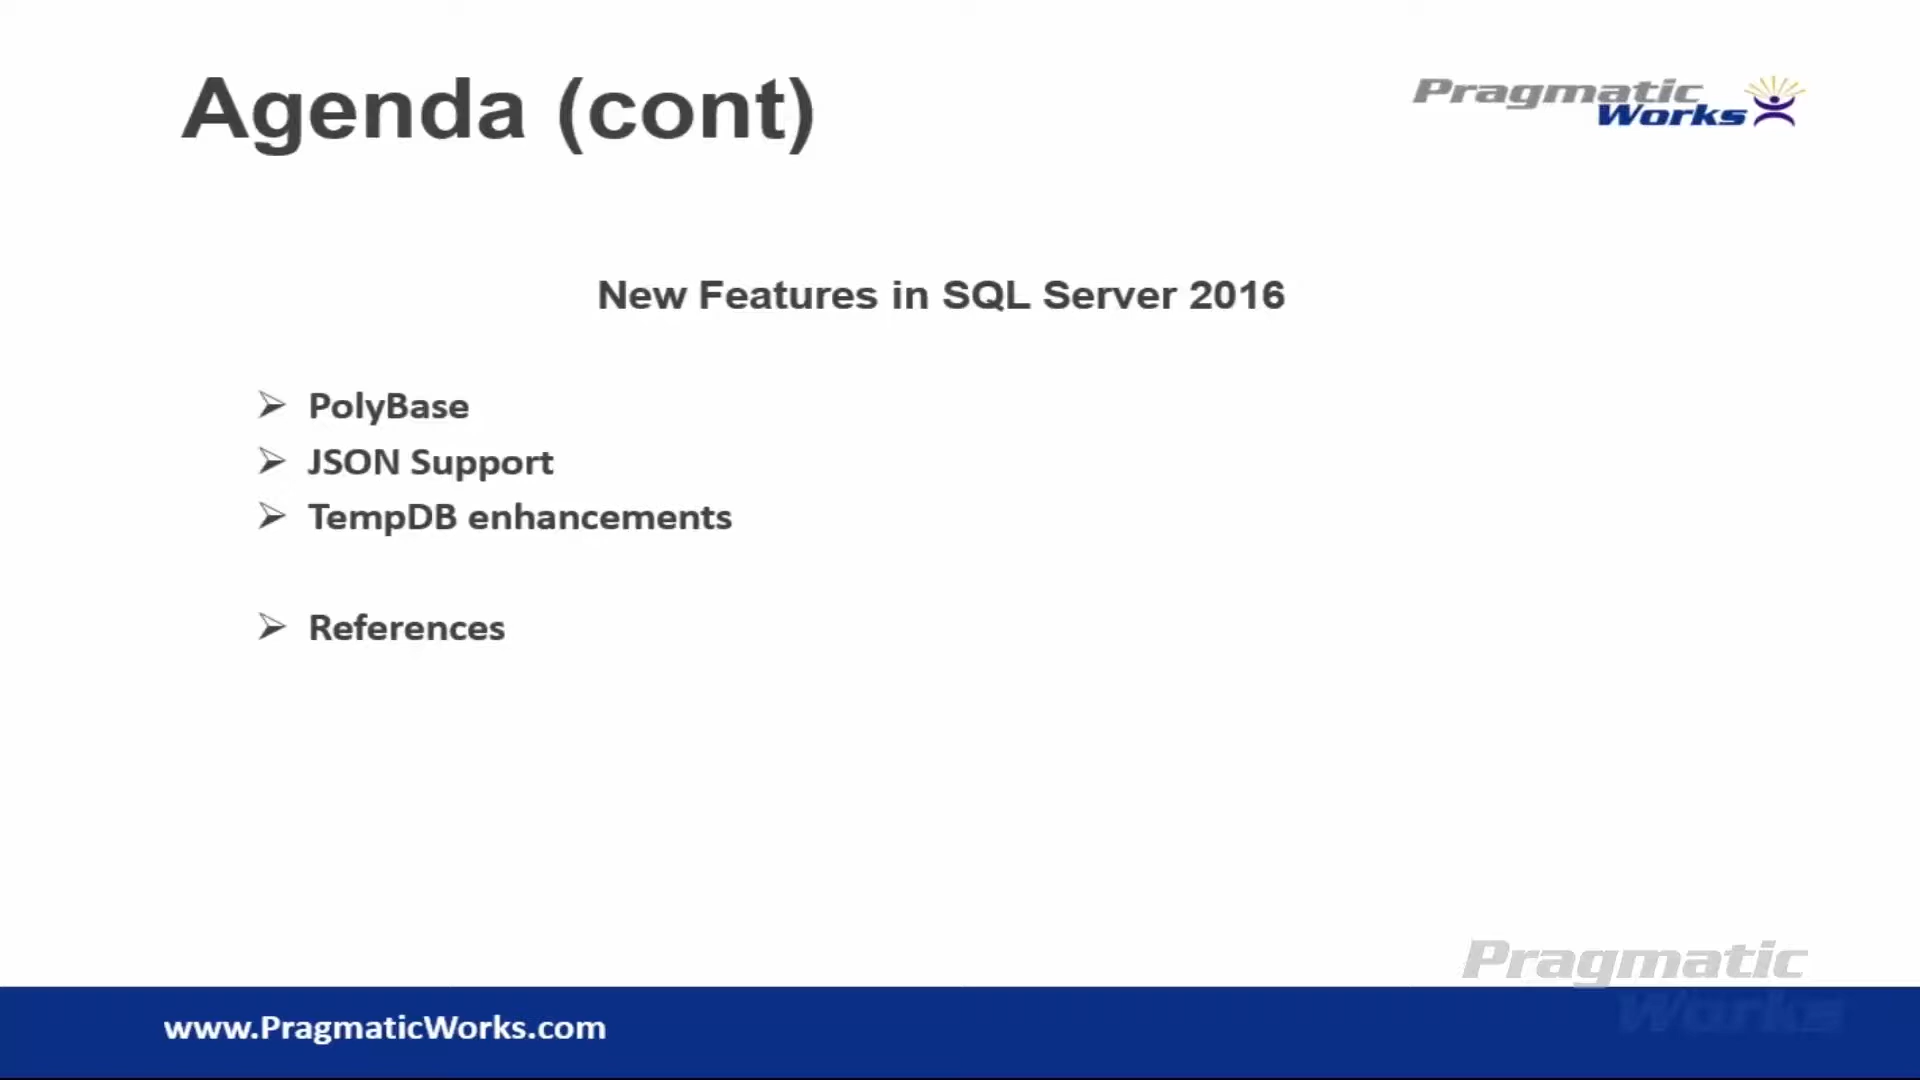 Agenda (cont)
Pragmatic
Works
New Features in SQL Server 2016
➢ PolyBase
➢ JSON Support
➢ TempDB enhancements
➢ References
Pragmatic
Works
www.PragmaticWorks.com